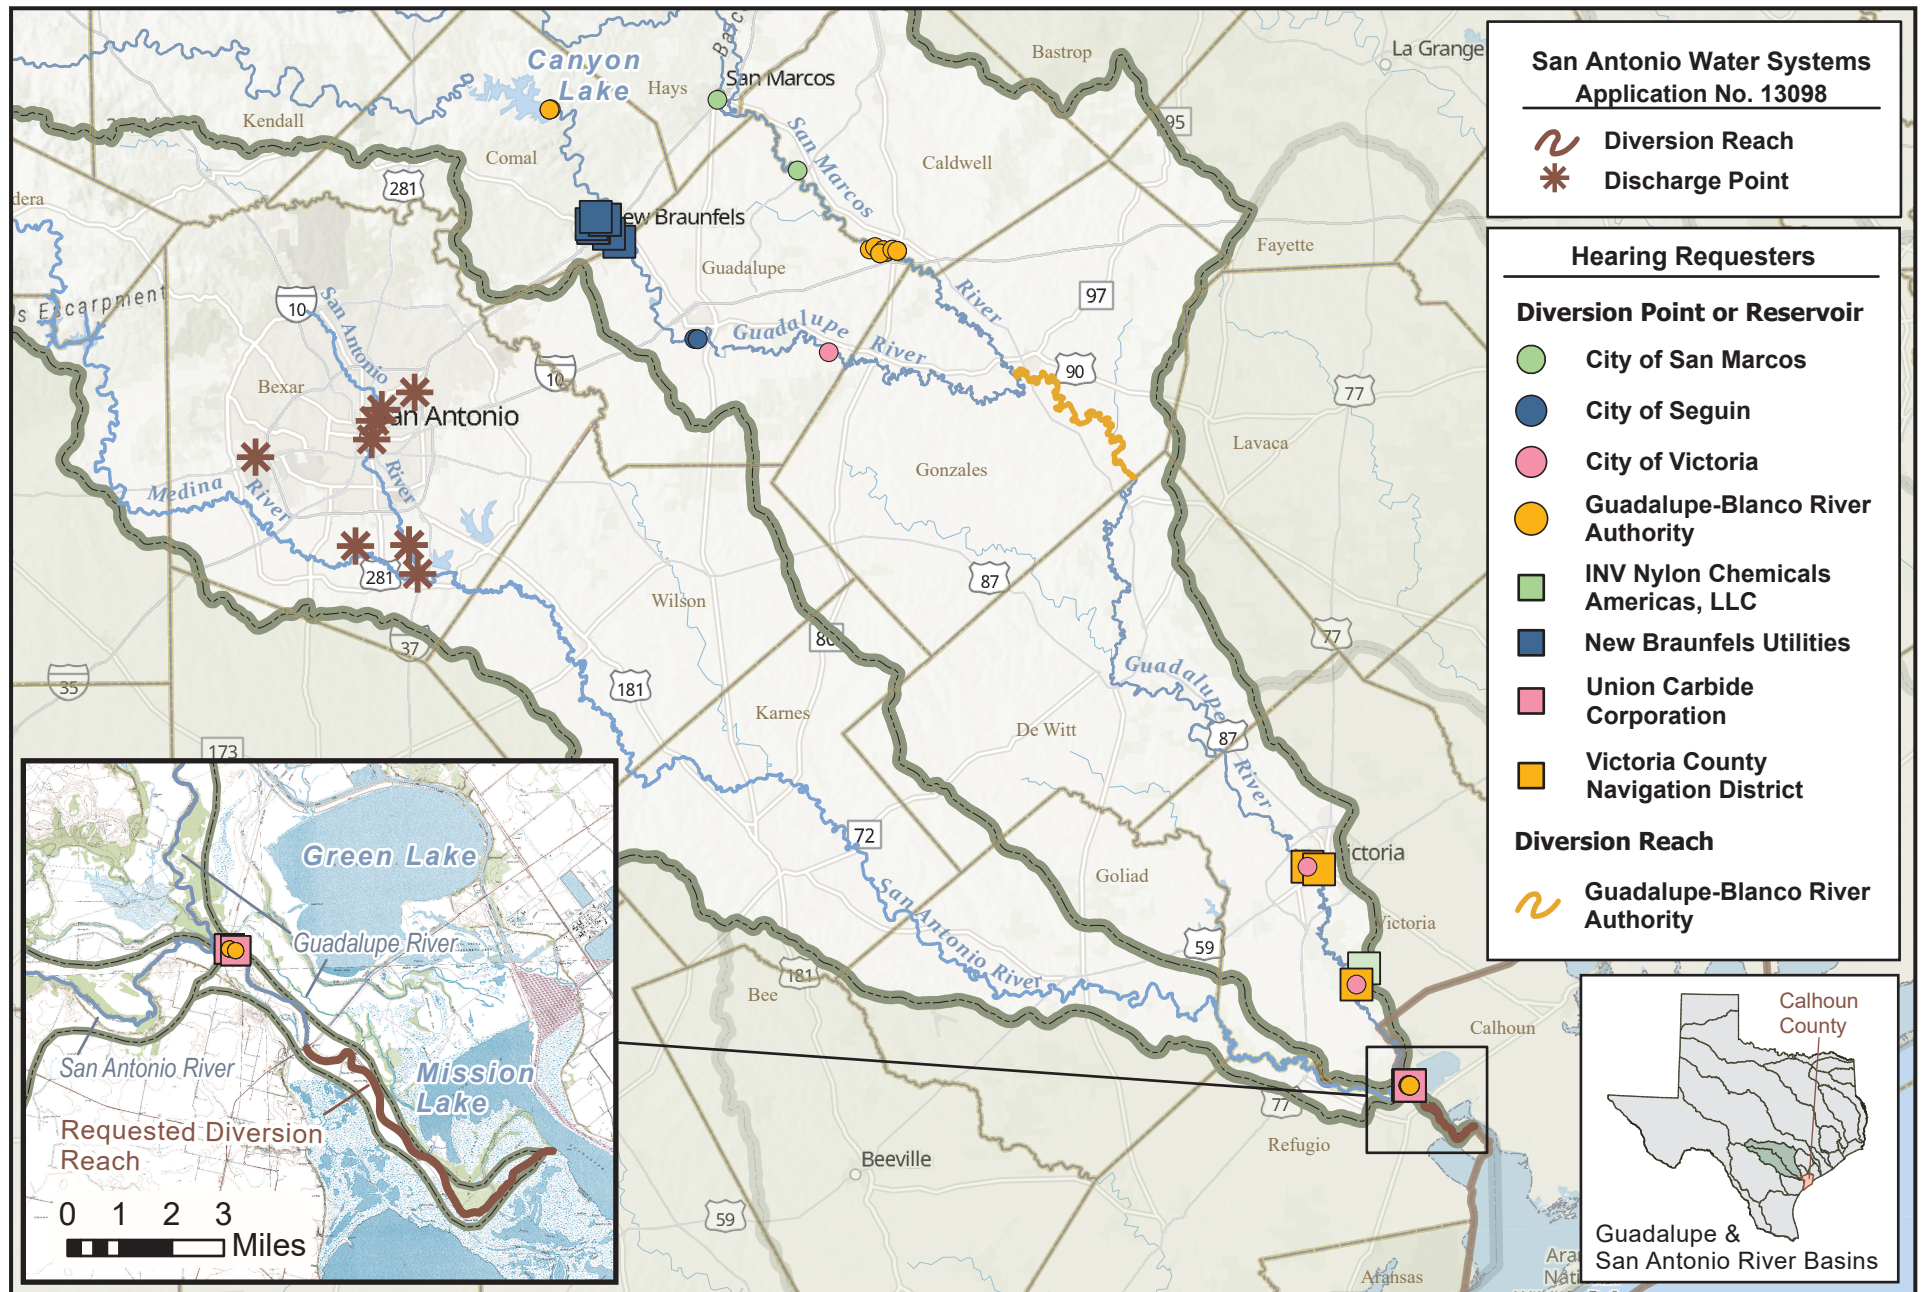 Canyon
Lake
Hays
San Marcos
Bastrop
La Grange
Kendall
Comal
San Marcos
Caldwell
95
281
dera
ew Braunfels
Guadalupe
Fayette
s Escarpment
10
San Antonio
River
97
Guadalupe
River
Bexar
10
90
77
an Antonio
Lavaca
Gonzales
Medina
River
River
281
87
Wilson
37
80
77
35
181
Guadalupe
Karnes
De Witt
87
173
River
72
Goliad
ictoria
San Antonio River
Victoria
59
181
Bee
Calhoun
77
Refugio
Beeville
59
Aransas
San Antonio Water Systems
Application No. 13098
Diversion Reach
Discharge Point
Hearing Requesters
Diversion Point or Reservoir
City of San Marcos
City of Seguin
City of Victoria
Guadalupe-Blanco River
Authority
INV Nylon Chemicals
Americas, LLC
New Braunfels Utilities
Union Carbide
Corporation
Victoria County
Navigation District
Diversion Reach
Guadalupe-Blanco River
Authority
Green Lake
Guadalupe River
San Antonio River
Mission
Lake
Requested Diversion
Reach
0 1 2 3
Miles
Calhoun
County
Guadalupe &
San Antonio River Basins